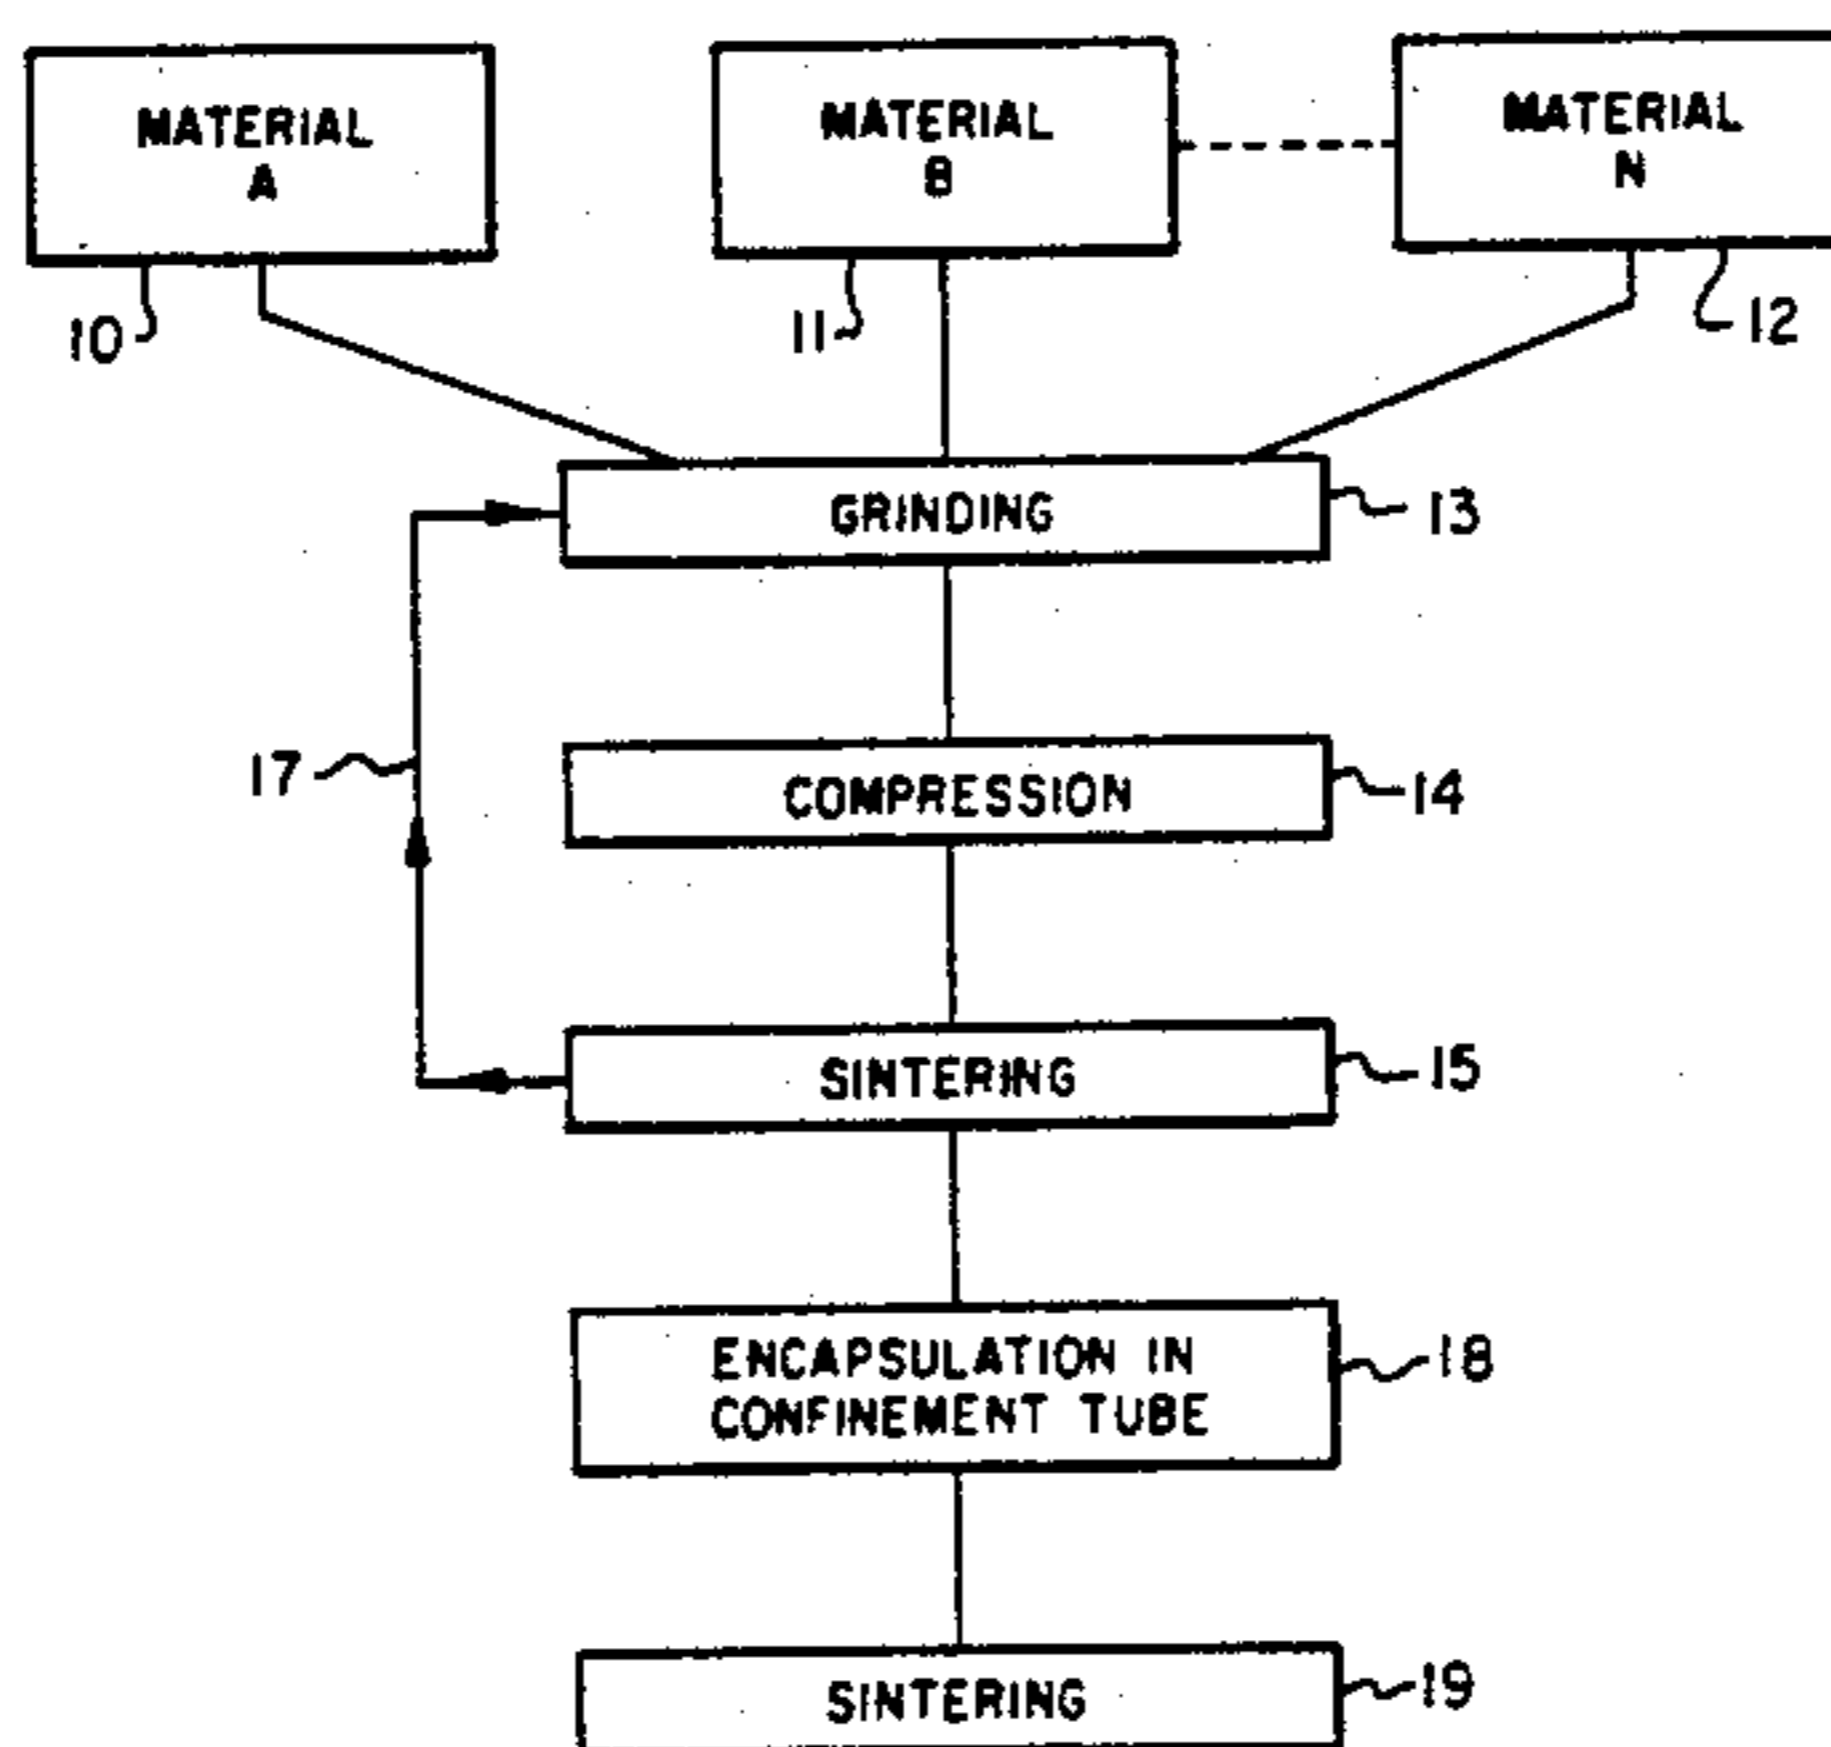 MATERIAL
A
MATERIAL
B
MATERIAL
N
10
11
12
GRINDING
13
17
COMPRESSION
14
SINTERING
15
ENCAPSULATION IN
CONFINEMENT TUBE
18
SINTERING
19